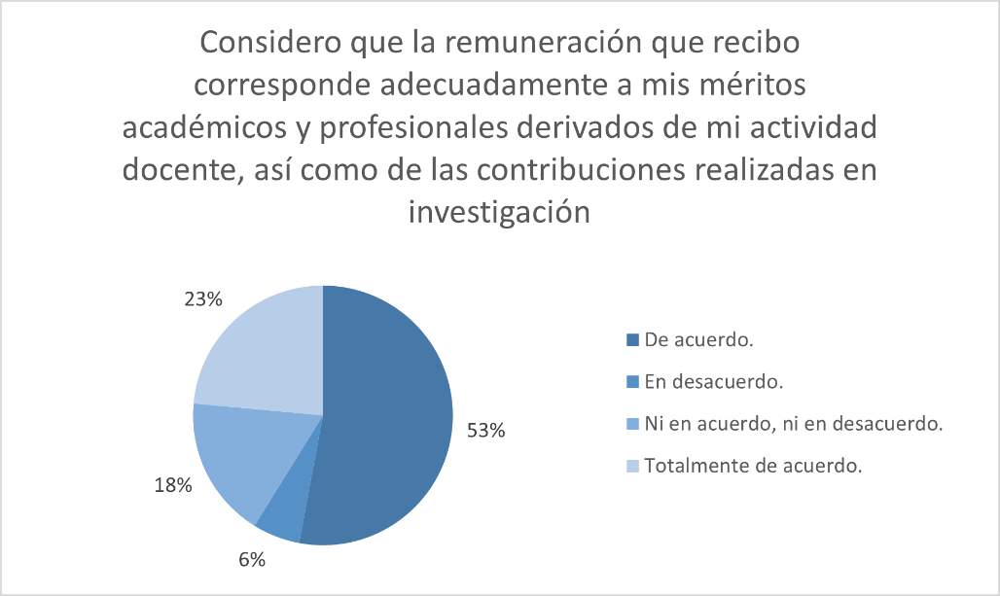 Considero que la remuneración que recibo
corresponde adecuadamente a mis méritos
académicos y profesionales derivados de mi actividad
docente, así como de las contribuciones realizadas en
investigación
23%
53%
18%
6%
De acuerdo.
En desacuerdo.
Ni en acuerdo, ni en desacuerdo.
Totalmente de acuerdo.